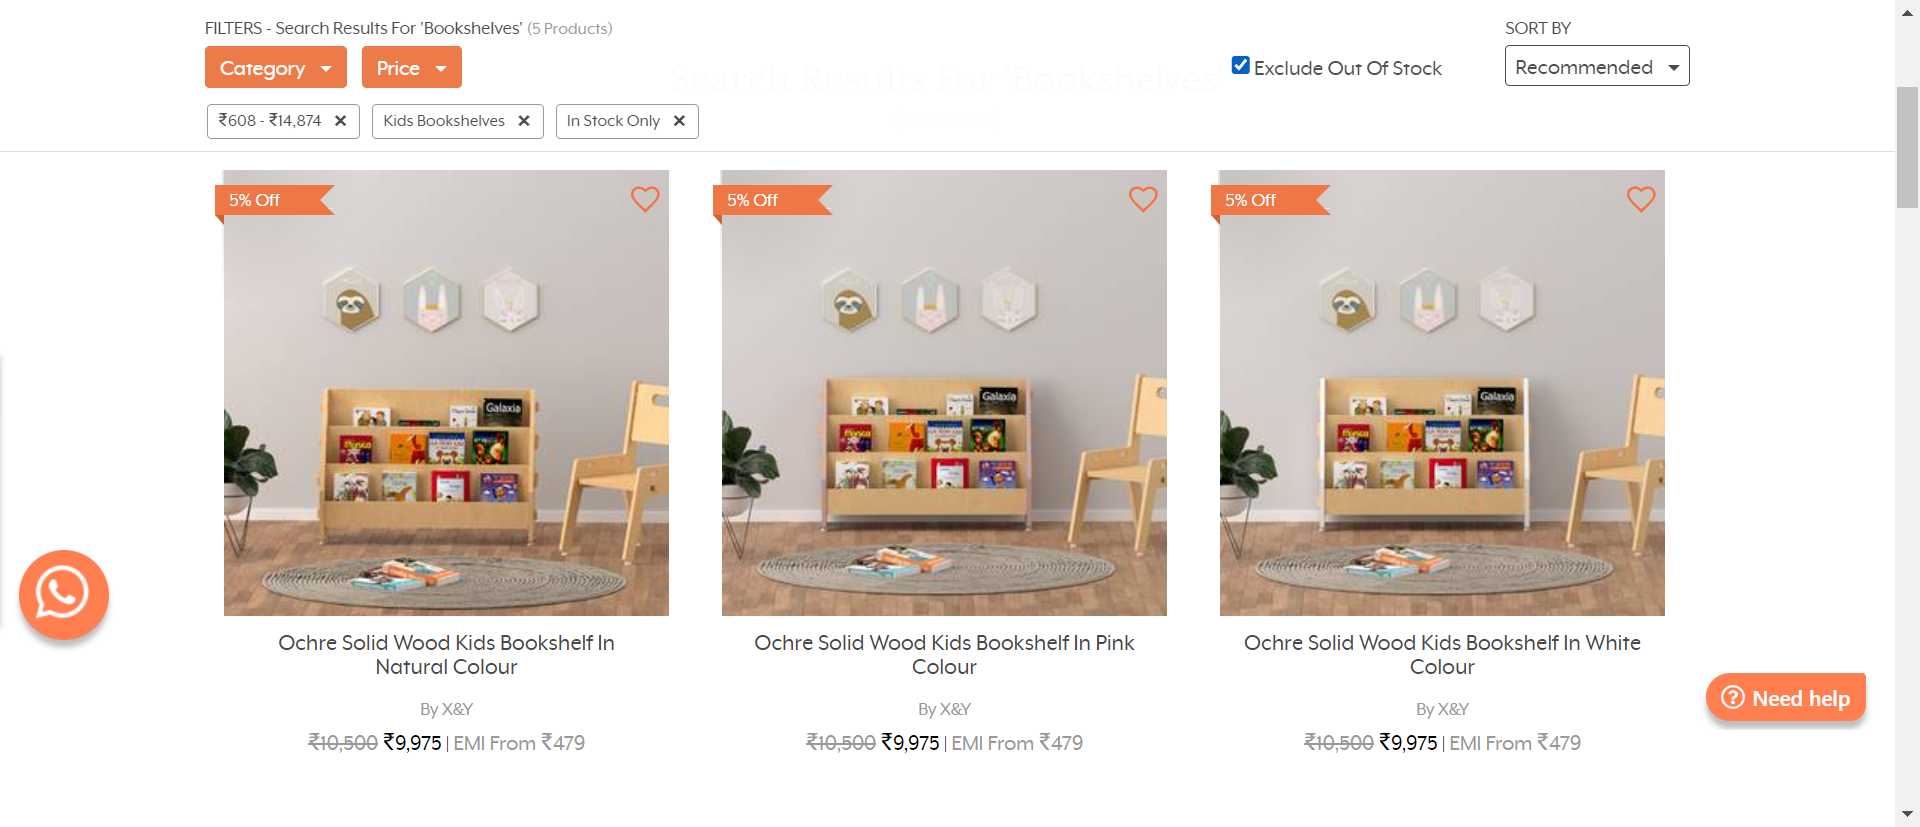 FILTERS - Search Results For 'Bookshelves' (5 Products)
SORT BY
Category
Price
Search Results For 'Bookshelves'
Exclude Out Of Stock
Recommended
₹608 - ₹14,874 ✕
Kids Bookshelves ✕
In Stock Only ✕
5% Off
5% Off
5% Off
Galaxia
Galaxia
Galaxia
Ochre Solid Wood Kids Bookshelf In
Natural Colour
By X&Y
₹10,500 ₹9,975 | EMI From ₹479
Ochre Solid Wood Kids Bookshelf In Pink
Colour
By X&Y
₹10,500 ₹9,975 | EMI From ₹479
Ochre Solid Wood Kids Bookshelf In White
Colour
By X&Y
₹10,500 ₹9,975 | EMI From ₹479
Need help